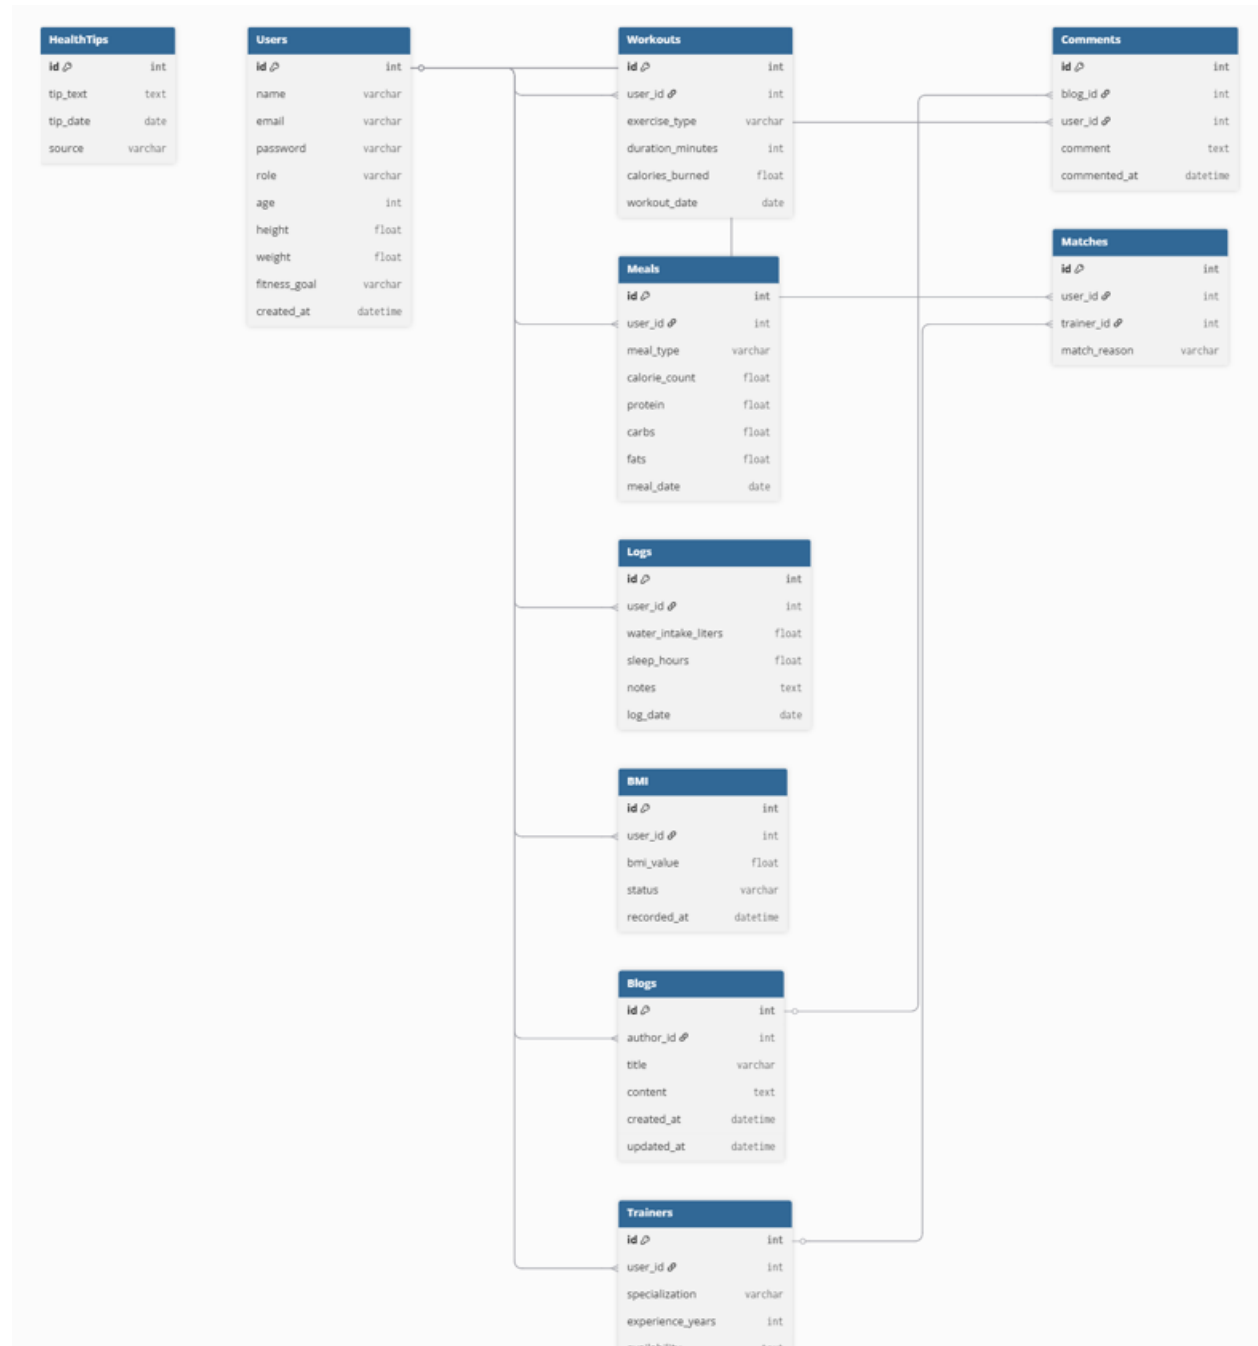 HealthTips
id int
tip_text text
tip_date date
source varchar
Users
id int
name varchar
email varchar
password varchar
role varchar
age int
height float
weight float
fitness_goal varchar
created_at datetime
Workouts
id int
user_id int
exercise_type varchar
duration_minutes int
calories_burned float
workout_date date
Meals
id int
user_id int
meal_type varchar
calorie_count float
protein float
carbs float
fats float
meal_date date
Logs
id int
user_id int
water_intake_liters float
sleep_hours float
notes text
log_date date
BMI
id int
user_id int
bmi_value float
status varchar
recorded_at datetime
Blogs
id int
author_id int
title varchar
content text
created_at datetime
updated_at datetime
Trainers
id int
user_id int
specialization varchar
experience_years int
Comments
id int
blog_id int
user_id int
comment text
commented_at datetime
Matches
id int
user_id int
trainer_id int
match_reason varchar